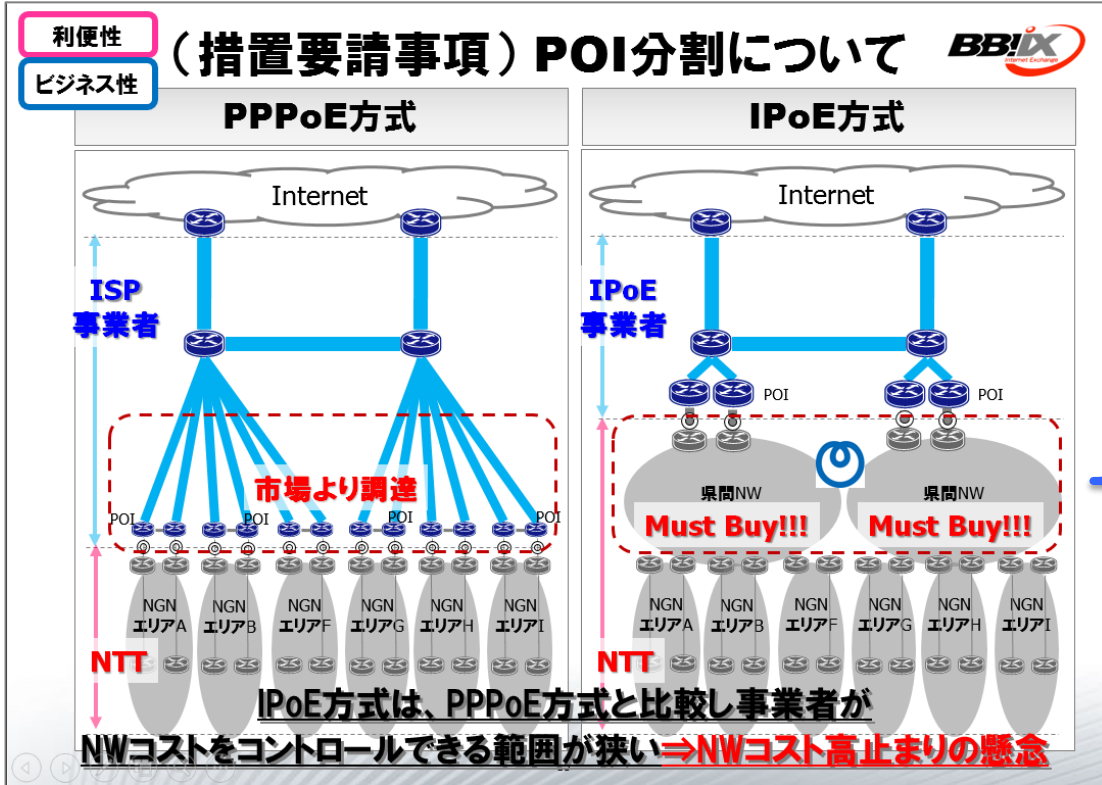 利便性
ビジネス性
（措置要請事項）POI分割について
BBIX
Internet Exchange
PPPoE方式
IPoE方式
Internet
Internet
ISP
事業者
IPoE
事業者
POI
POI
市場より調達
POI
POI
POI
POI
県間NW
県間NW
Must Buy!!!
Must Buy!!!
NGN
エリアA
NGN
エリアB
NGN
エリアF
NGN
エリアG
NGN
エリアH
NGN
エリアI
NGN
エリアA
NGN
エリアB
NGN
エリアF
NGN
エリアG
NGN
エリアH
NGN
エリアI
NTT
NTT
IPoE方式は、PPPoE方式と比較し事業者が
NWコストをコントロールできる範囲が狭い⇒NWコスト高止まりの懸念